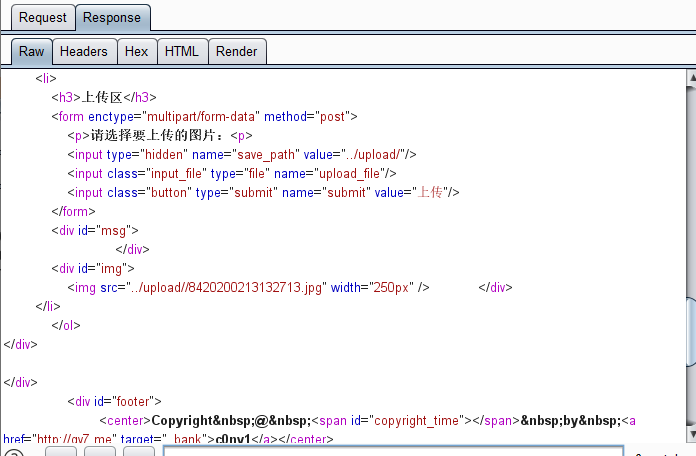 Request Response
Raw Headers Hex HTML Render
<li>
<h3>上传区</h3>
<form enctype="multipart/form-data" method="post">
<p>请选择要上传的图片：<p>
<input type="hidden" name="save_path" value="../upload/"/>
<input class="input_file" type="file" name="upload_file"/>
<input class="button" type="submit" name="submit" value="上传"/>
</form>
<div id="msg">
</div>
<div id="img">
<img src="../upload//8420200213132713.jpg" width="250px" /> </div>
</li>
</ol>
</div>
</div>
<div id="footer">
<center>Copyright&nbsp;@&nbsp;<span id="copyright_time"></span>&nbsp;by&nbsp;<a
href="http://gv7.me" target="_bank">c0ny1</a></center>